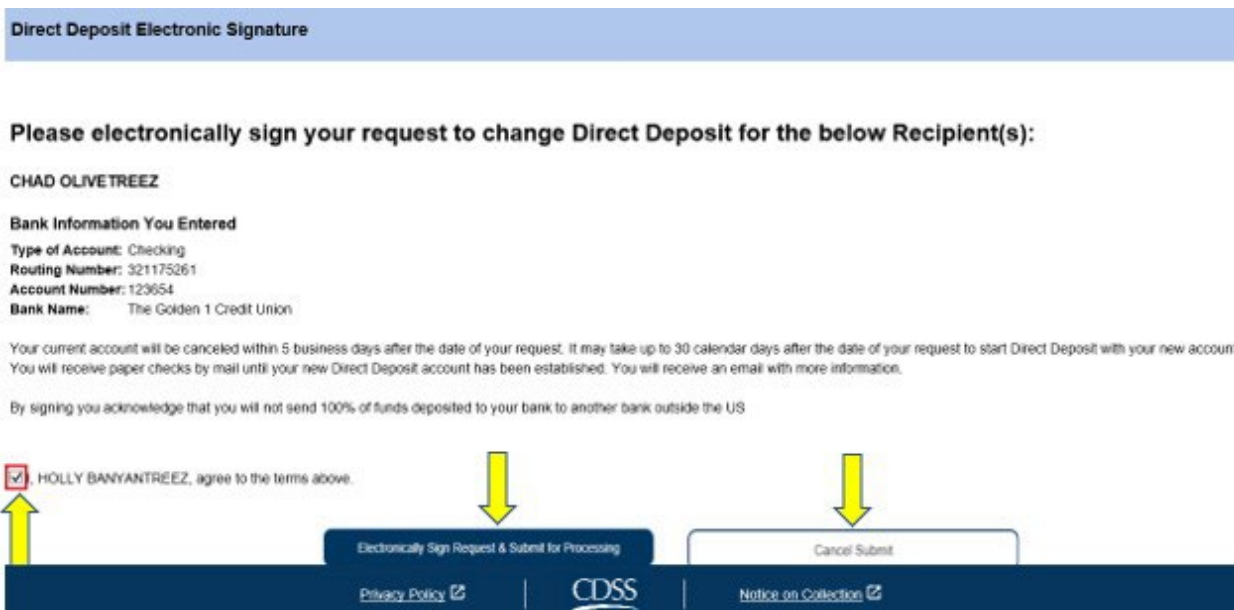 Direct Deposit Electronic Signature
Please electronically sign your request to change Direct Deposit for the below Recipient(s):
CHAD OLIVETREEZ
Bank Information You Entered
Type of Account: Checking
Routing Number: 321175261
Account Number: 123654
Bank Name: The Golden 1 Credit Union
Your current account will be canceled within 5 business days after the date of your request. It may take up to 30 calendar days after the date of your request to start Direct Deposit with your new account
You will receive paper checks by mail until your new Direct Deposit account has been established. You will receive an email with more information.
By signing you acknowledge that you will not send 100% of funds deposited to your bank to another bank outside the US
, HOLLY BANYANTREEZ, agree to the terms above.
Electronically Sign Request & Submit for Processing
Cancel Submit
Privacy Policy
CDSS
Notice on Collection